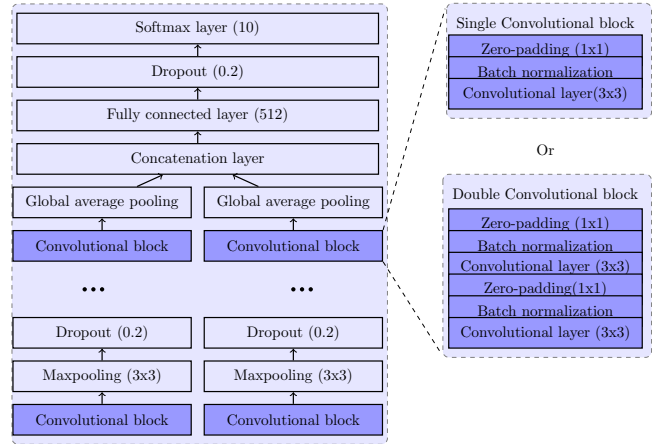 Softmax layer (10)
Dropout (0.2)
Fully connected layer (512)
Concatenation layer
Global average pooling
Global average pooling
Convolutional block
Convolutional block
...
...
Dropout (0.2)
Dropout (0.2)
Maxpooling (3x3)
Maxpooling (3x3)
Convolutional block
Convolutional block
Single Convolutional block
Zero-padding (1x1)
Batch normalization
Convolutional layer(3x3)
Or
Double Convolutional block
Zero-padding (1x1)
Batch normalization
Convolutional layer (3x3)
Zero-padding(1x1)
Batch normalization
Convolutional layer (3x3)